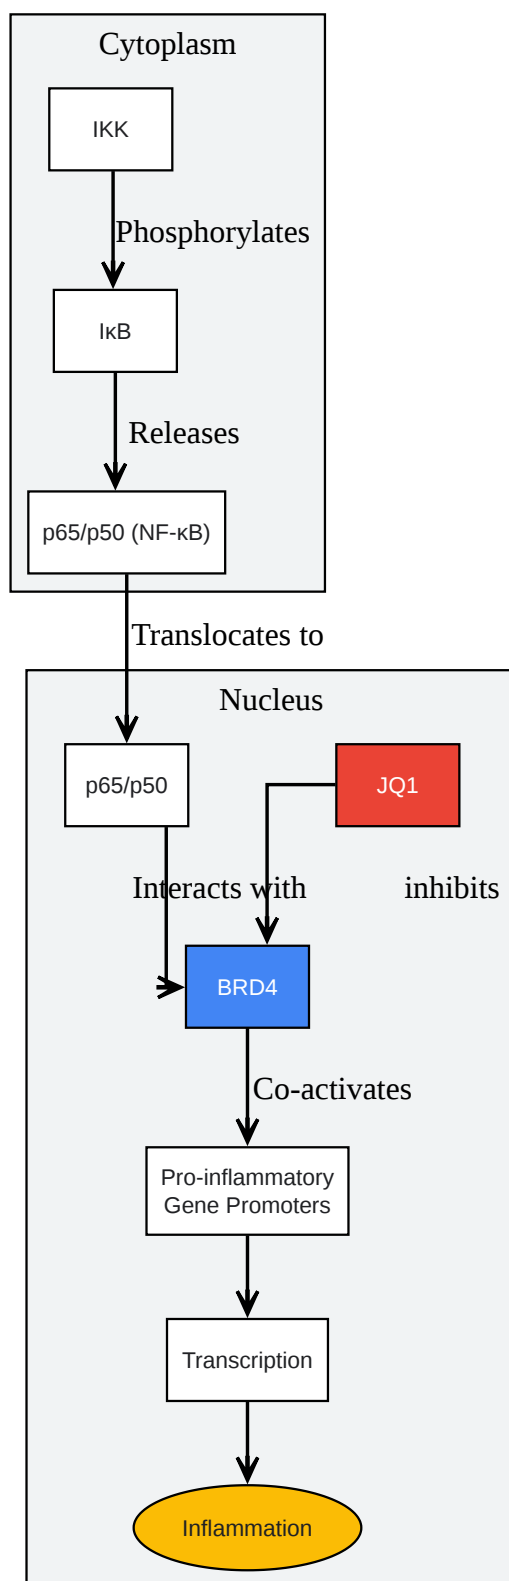 Cytoplasm
IKK
Phosphorylates
IκB
Releases
p65/p50 (NF-κB)
Translocates to
Nucleus
p65/p50
JQ1
Interacts with
inhibits
BRD4
Co-activates
Pro-inflammatory
Gene Promoters
Transcription
Inflammation